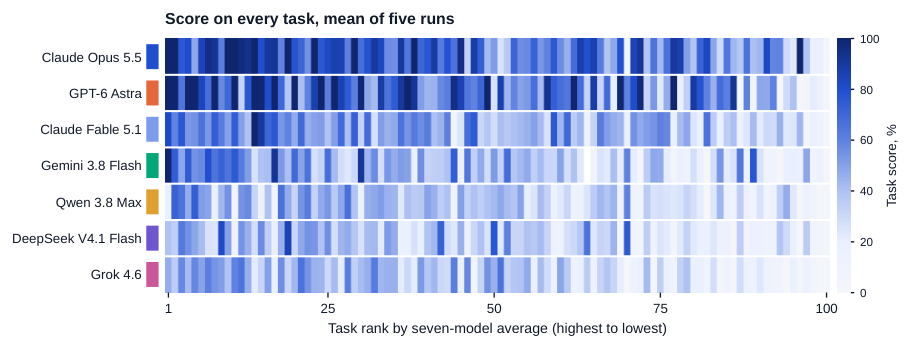 Score on every task, mean of five runs
Claude Opus 5.5
GPT-6 Astra
Claude Fable 5.1
Gemini 3.8 Flash
Qwen 3.8 Max
DeepSeek V4.1 Flash
Grok 4.6
1
25
50
75
100
Task rank by seven-model average (highest to lowest)
100
80
60
40
20
0
Task score, %